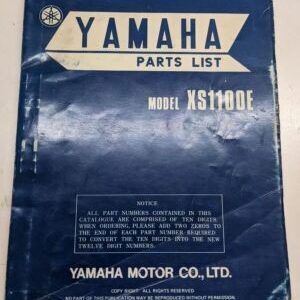 YAMAHA
PARTS LIST
MODEL XS1100E
NOTICE
ALL PART NUMBERS CONTAINED IN THIS
CATALOGUE ARE COMPRISED OF TEN DIGITS
WHEN ORDERING, PLEASE ADD TWO ZEROS TO
THE END OF EACH PART NUMBER REQUIRED
TO CONVERT THE TEN DIGITS INTO THE NEW
TWELVE DIGIT NUMBERS.
YAMAHA MOTOR CO., LTD.
COPY RIGHT ALL RIGHTS RESERVED
NO PART OF THIS PUBLICATION MAY BE REPRODUCED WITHOUT PERMISSION